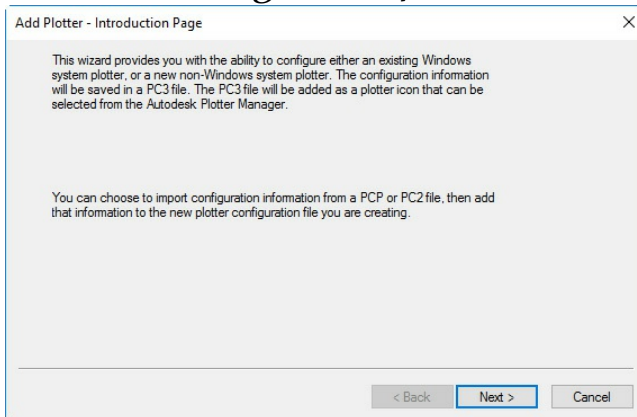 Add Plotter - Introduction Page
This wizard provides you with the ability to configure either an existing Windows
system plotter, or a new non-Windows system plotter. The configuration information
will be saved in a PC3 file. The PC3 file will be added as a plotter icon that can be
selected from the Autodesk Plotter Manager.
You can choose to import configuration information from a PCP or PC2 file, then add
that information to the new plotter configuration file you are creating.
< Back
Next >
Cancel